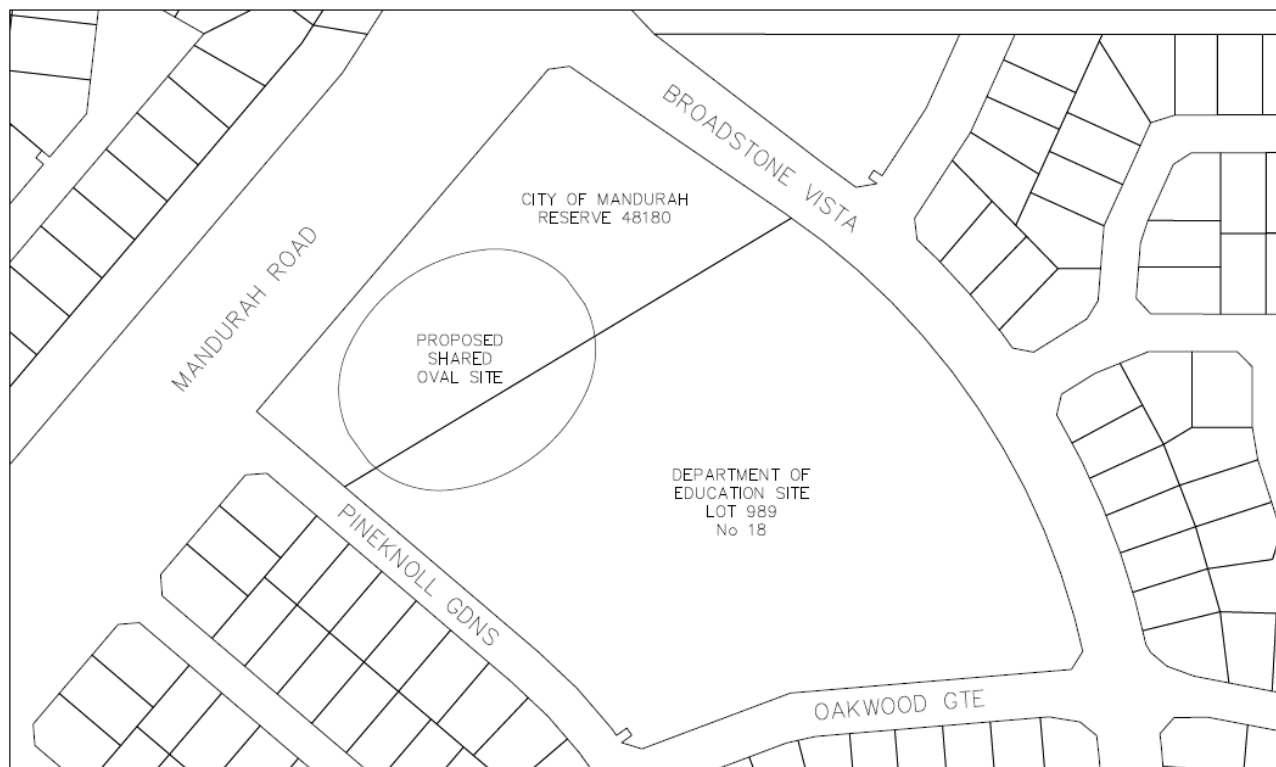 BROADSTONE VISTA
CITY OF MANDURAH
RESERVE 48180
MANDURAH ROAD
PROPOSED
SHARED
OVAL SITE
DEPARTMENT OF
EDUCATION SITE
LOT 989
No 18
PINEKNOLL GDNS
OAKWOOD GTE